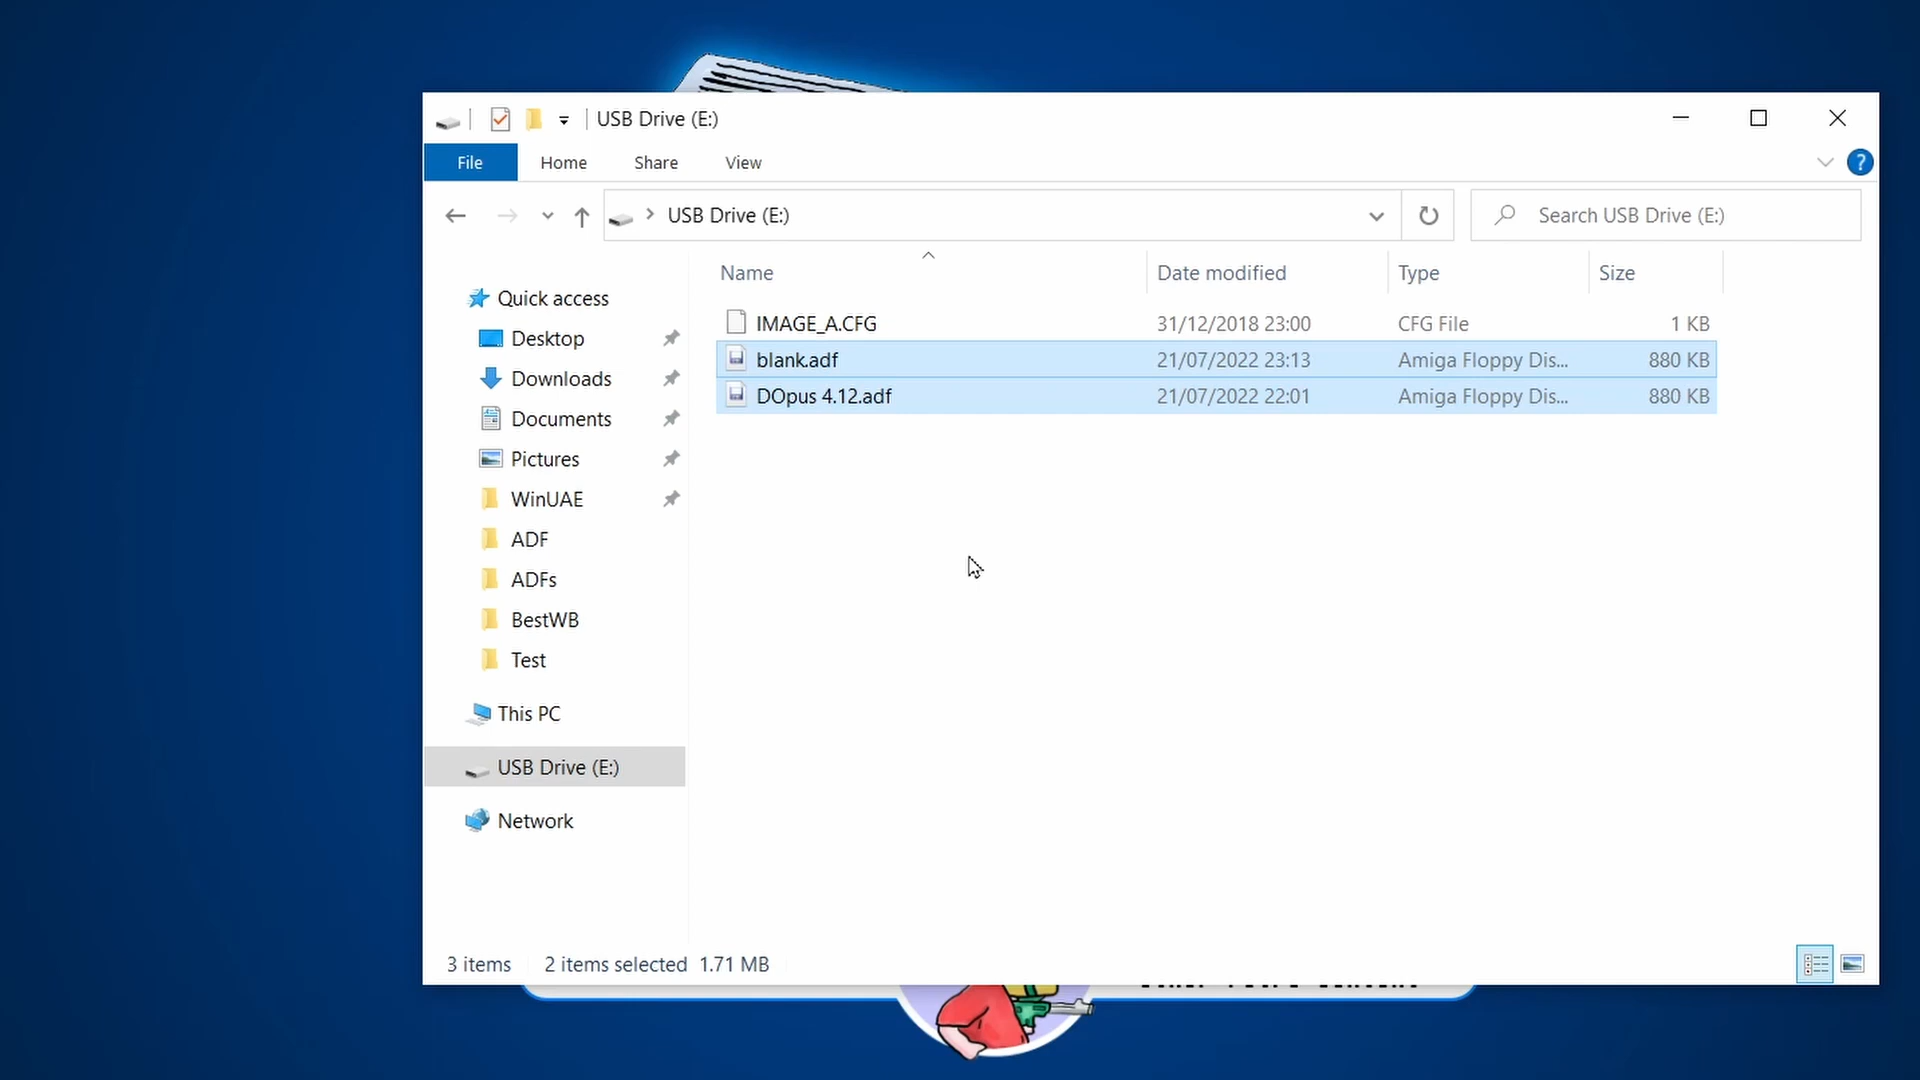 USB Drive (E:)
File Home Share View
?
USB Drive (E:) Search USB Drive (E:)
Name Date modified Type Size
Quick access
Desktop
Downloads
Documents
Pictures
WinUAE
ADF
ADFs
BestWB
Test
This PC
USB Drive (E:)
Network
IMAGE_A.CFG 31/12/2018 23:00 CFG File 1 KB
blank.adf 21/07/2022 23:13 Amiga Floppy Dis... 880 KB
DOpus 4.12.adf 21/07/2022 22:01 Amiga Floppy Dis... 880 KB
3 items 2 items selected 1.71 MB